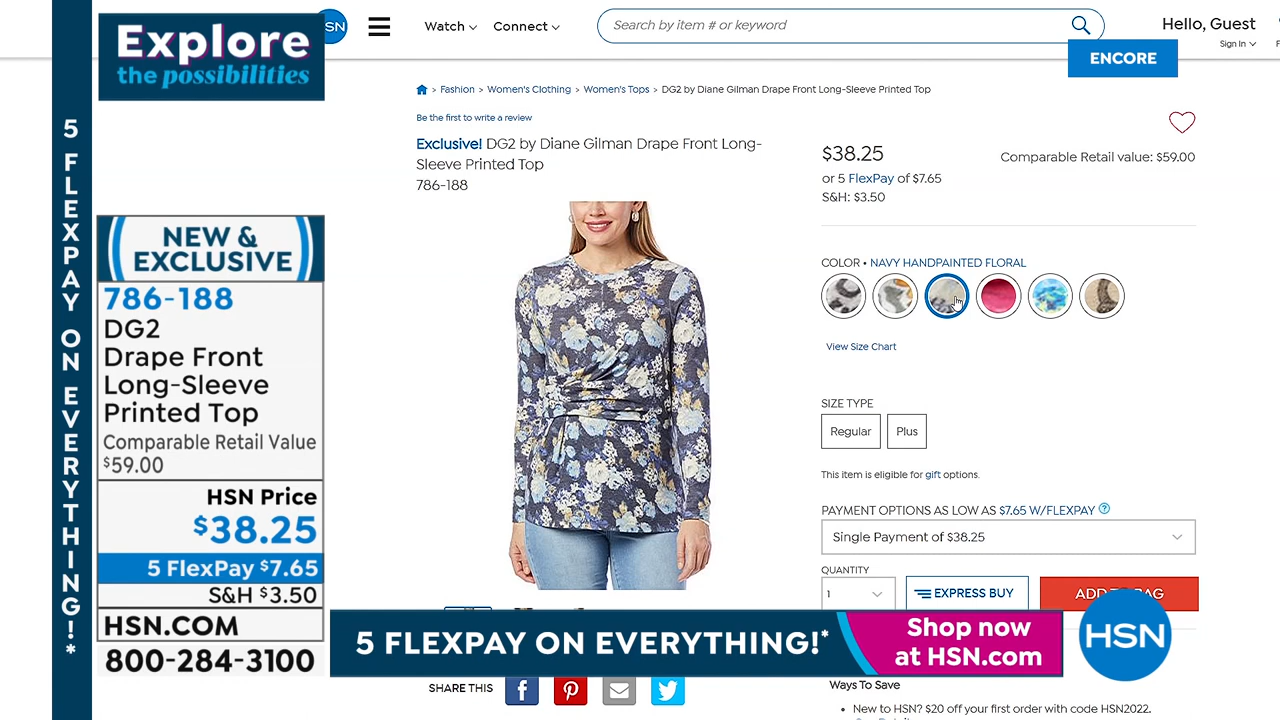 Explore
the possibilities
5 FLEXPAY ON EVERYTHING!*
NEW &
EXCLUSIVE
786-188
DG2
Drape Front
Long-Sleeve
Printed Top
Comparable Retail Value
$59.00
HSN Price
$38.25
5 FlexPay $7.65
S&H $3.50
HSN.COM
800-284-3100
SN
Watch
Connect
Search by item # or keyword
Hello, Guest
Sign In
F
ENCORE
> Fashion > Women's Clothing > Women's Tops > DG2 by Diane Gilman Drape Front Long-Sleeve Printed Top
Be the first to write a review
Exclusive! DG2 by Diane Gilman Drape Front Long-
Sleeve Printed Top
786-188
$38.25
Comparable Retail value: $59.00
or 5 FlexPay of $7.65
S&H: $3.50
COLOR • NAVY HANDPAINTED FLORAL
View Size Chart
SIZE TYPE
Regular
Plus
This item is eligible for gift options.
PAYMENT OPTIONS AS LOW AS $7.65 W/FLEXPAY ?
Single Payment of $38.25
QUANTITY
1
EXPRESS BUY
ADD TO BAG
5 FLEXPAY ON EVERYTHING!*
Shop now
at HSN.com
HSN
SHARE THIS
Ways To Save
• New to HSN? $20 off your first order with code HSN2022.